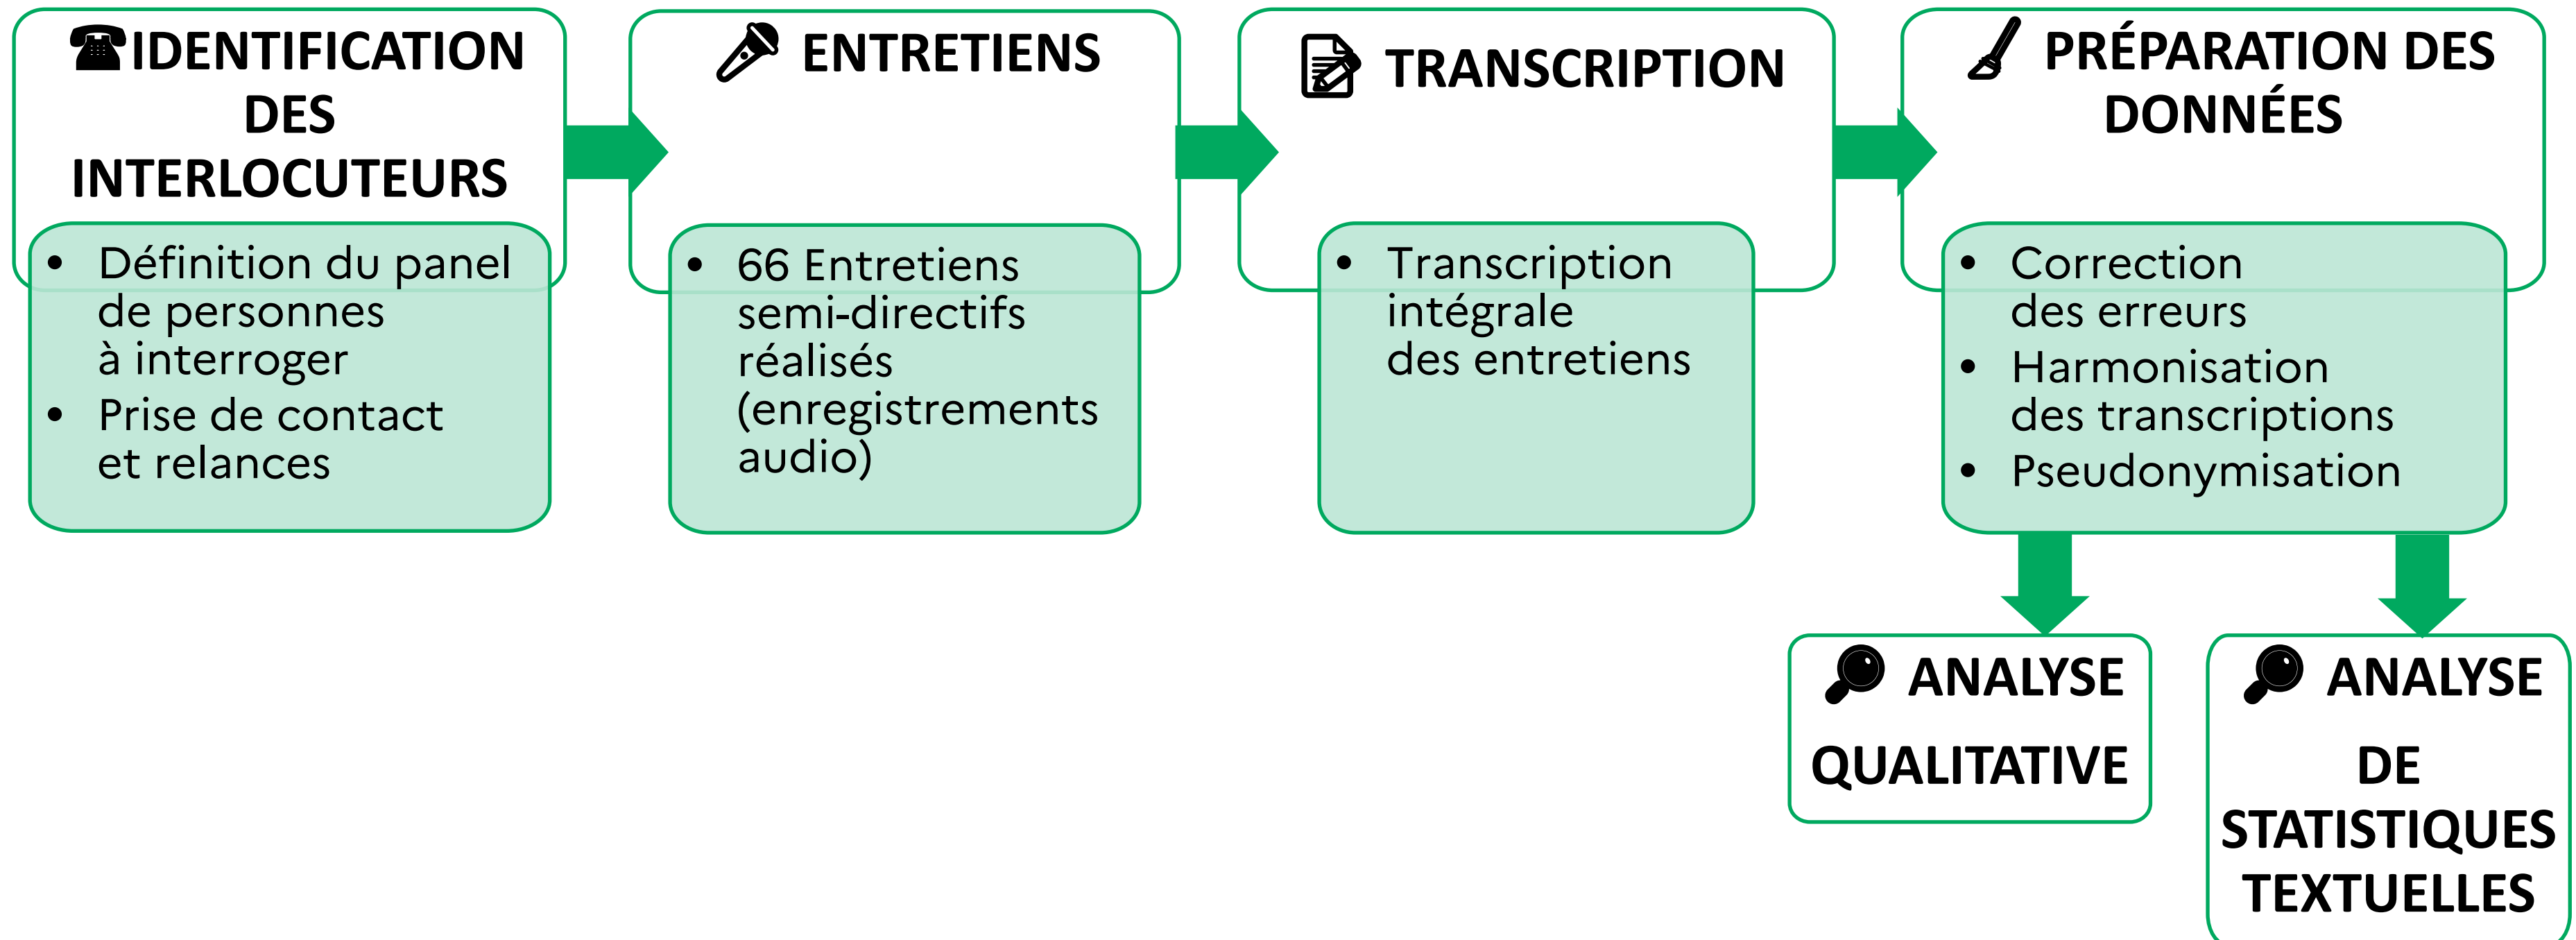 IDENTIFICATION
DES
INTERLOCUTEURS
• Définition du panel
de personnes
à interroger
• Prise de contact
et relances
ENTRETIENS
• 66 Entretiens
semi-directifs
réalisés
(enregistrements
audio)
TRANSCRIPTION
• Transcription
intégrale
des entretiens
PRÉPARATION DES
DONNÉES
• Correction
des erreurs
• Harmonisation
des transcriptions
• Pseudonymisation
ANALYSE
QUALITATIVE
ANALYSE
DE
STATISTIQUES
TEXTUELLES